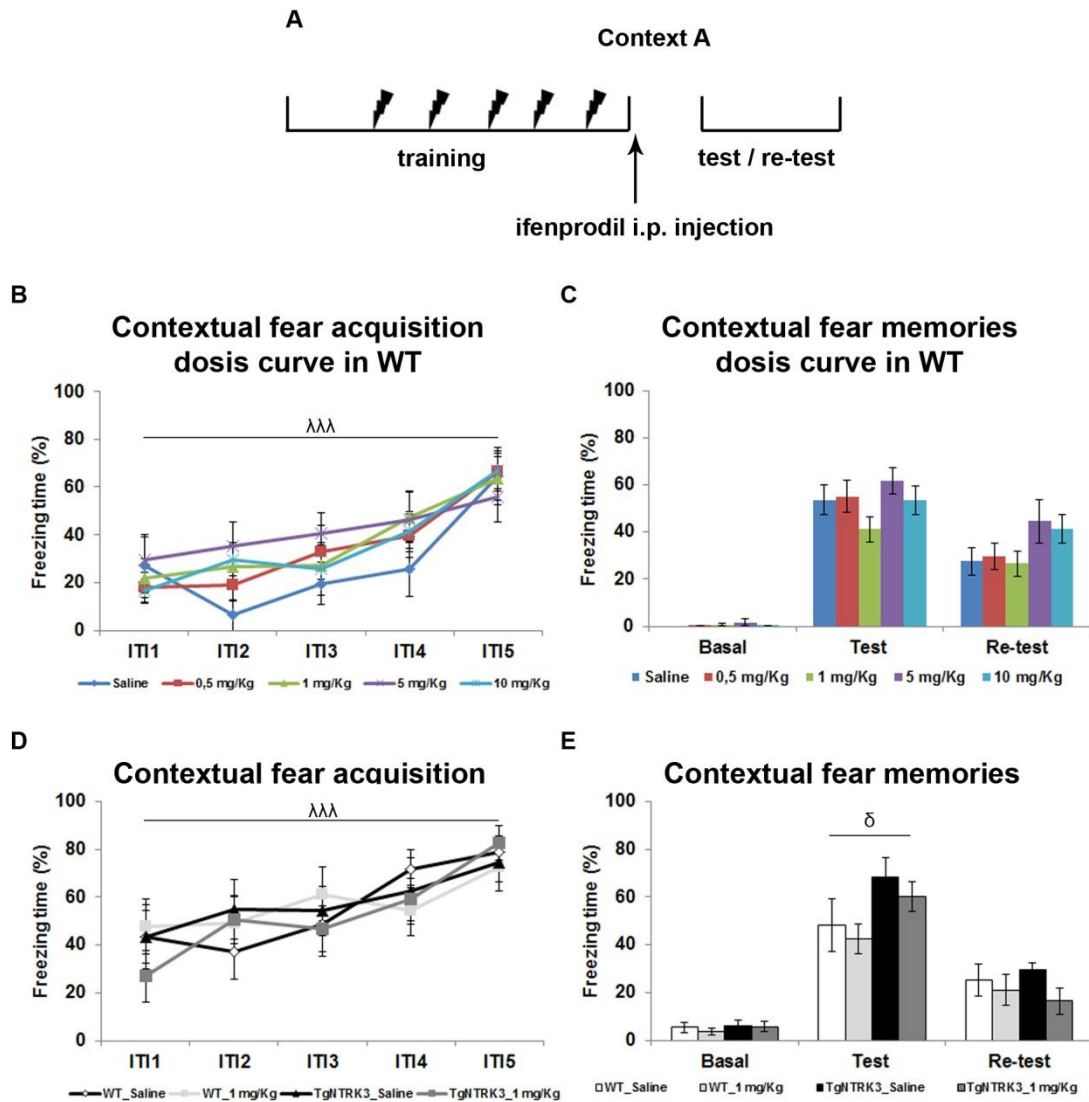 A
Context A
training
test / re-test
ifenprodil i.p. injection
B
Contextual fear acquisition
dosis curve in WT
Freezing time (%)
100
80
60
40
20
0
λλλ
ITI1 ITI2 ITI3 ITI4 ITI5
Saline 0,5 mg/Kg 1 mg/Kg 5 mg/Kg 10 mg/Kg
C
Contextual fear memories
dosis curve in WT
Freezing time (%)
100
80
60
40
20
0
Basal Test Re-test
Saline 0,5 mg/Kg 1 mg/Kg 5 mg/Kg 10 mg/Kg
D
Contextual fear acquisition
Freezing time (%)
100
80
60
40
20
0
λλλ
ITI1 ITI2 ITI3 ITI4 ITI5
WT_Saline WT_1 mg/Kg TgNTRK3_Saline TgNTRK3_1 mg/Kg
E
Contextual fear memories
Freezing time (%)
100
80
60
40
20
0
δ
Basal Test Re-test
WT_Saline WT_1 mg/Kg TgNTRK3_Saline TgNTRK3_1 mg/Kg